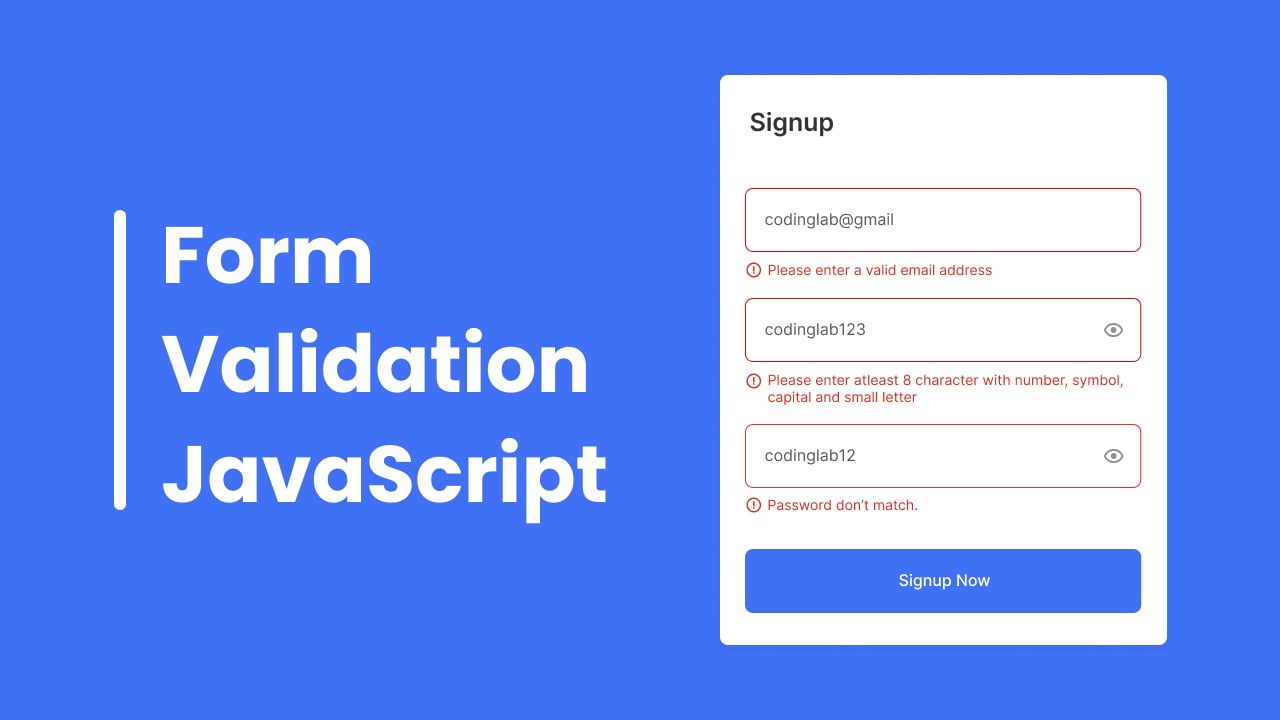 Form
Validation
JavaScript
Signup
codinglab@gmail
Please enter a valid email address
codinglab123
Please enter atleast 8 character with number, symbol,
capital and small letter
codinglab12
Password don’t match.
Signup Now